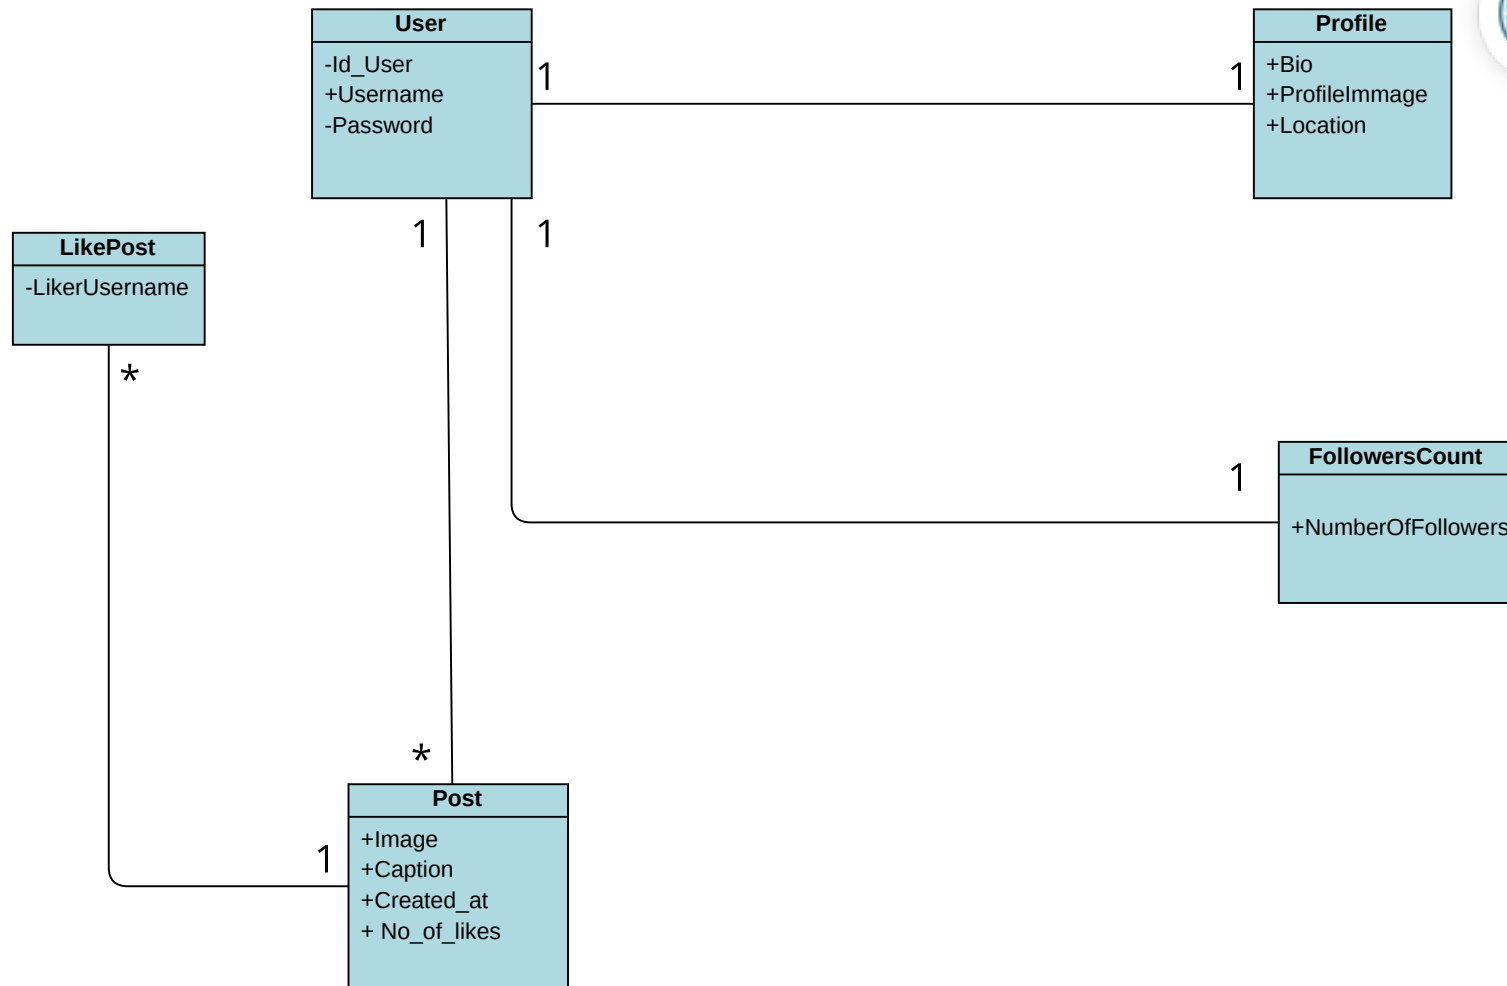 User
-Id_User
+Username
-Password
1
1
Profile
+Bio
+ProfileImmage
+Location
1
1
LikePost
-LikerUsername
*
1
FollowersCount
+NumberOfFollowers
*
1
Post
+Image
+Caption
+Created_at
+ No_of_likes